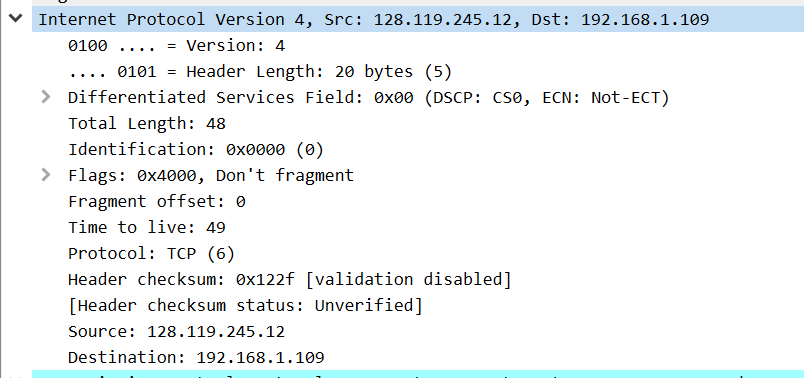 Internet Protocol Version 4, Src: 128.119.245.12, Dst: 192.168.1.109
0100 .... = Version: 4
.... 0101 = Header Length: 20 bytes (5)
Differentiated Services Field: 0x00 (DSCP: CS0, ECN: Not-ECT)
Total Length: 48
Identification: 0x0000 (0)
Flags: 0x4000, Don't fragment
Fragment offset: 0
Time to live: 49
Protocol: TCP (6)
Header checksum: 0x122f [validation disabled]
[Header checksum status: Unverified]
Source: 128.119.245.12
Destination: 192.168.1.109